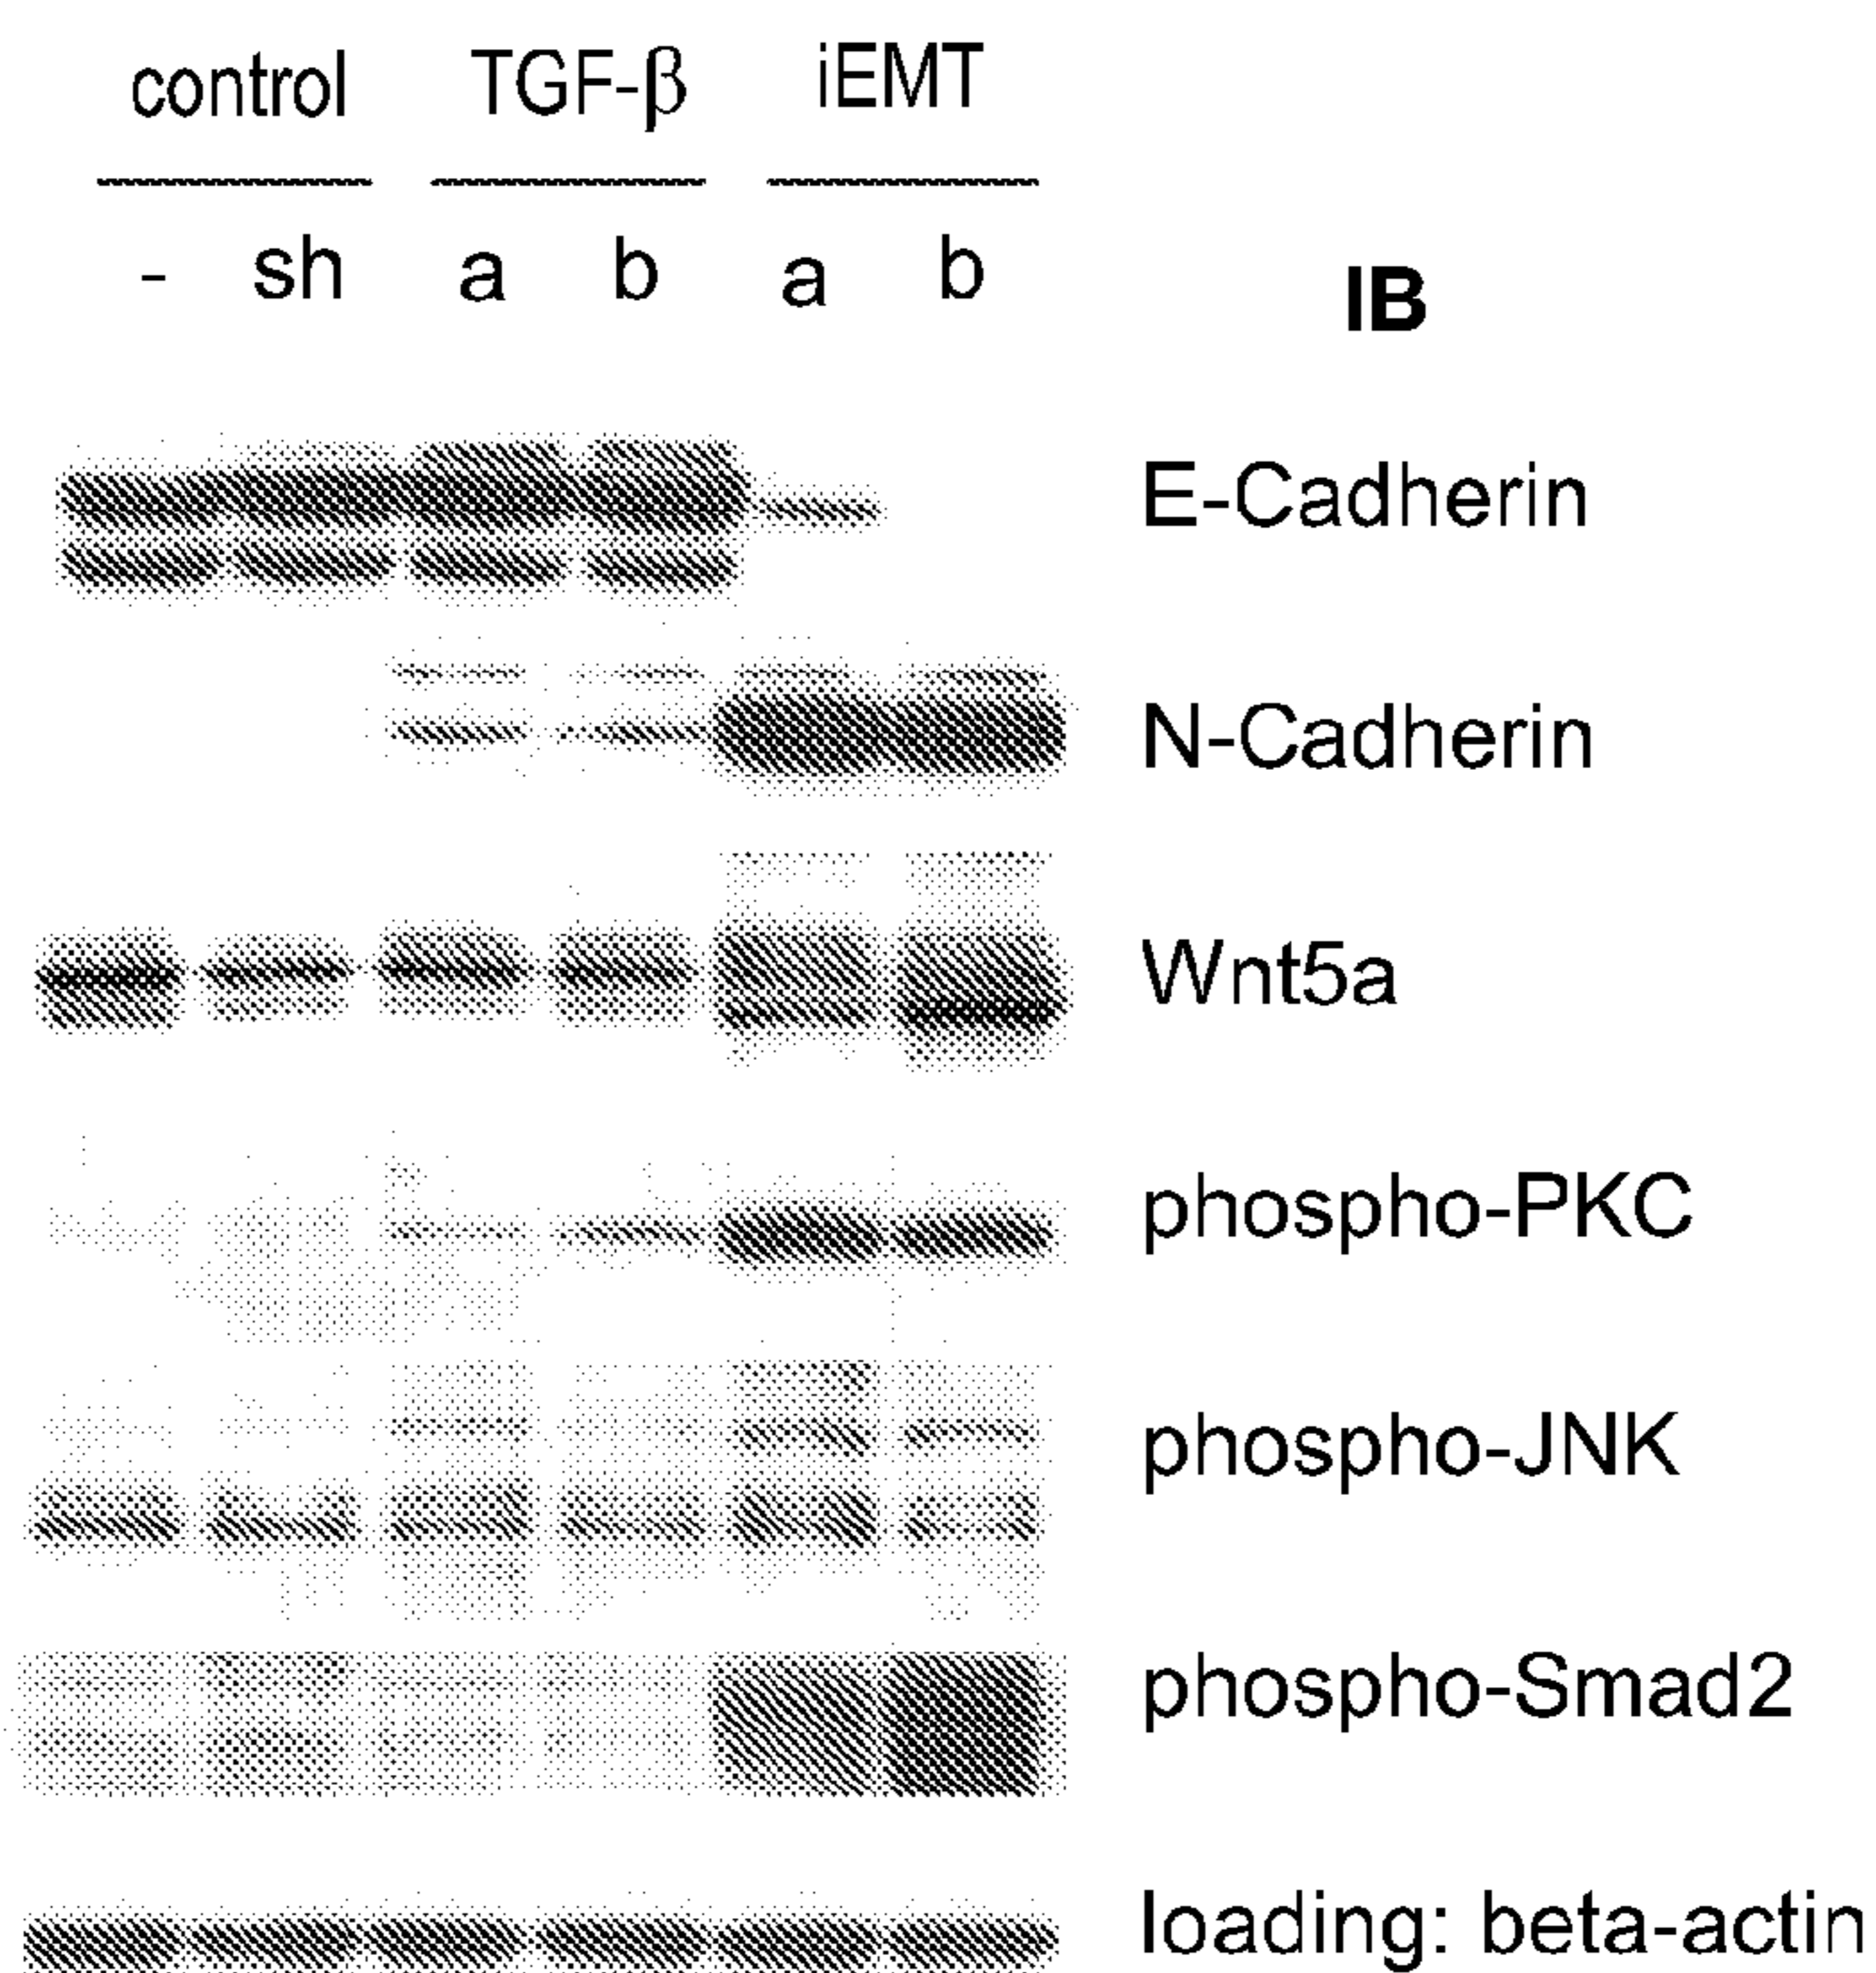 control TGF-β iEMT
- sh a b a b
IB
E-Cadherin
N-Cadherin
Wnt5a
phospho-PKC
phospho-JNK
phospho-Smad2
loading: beta-actin